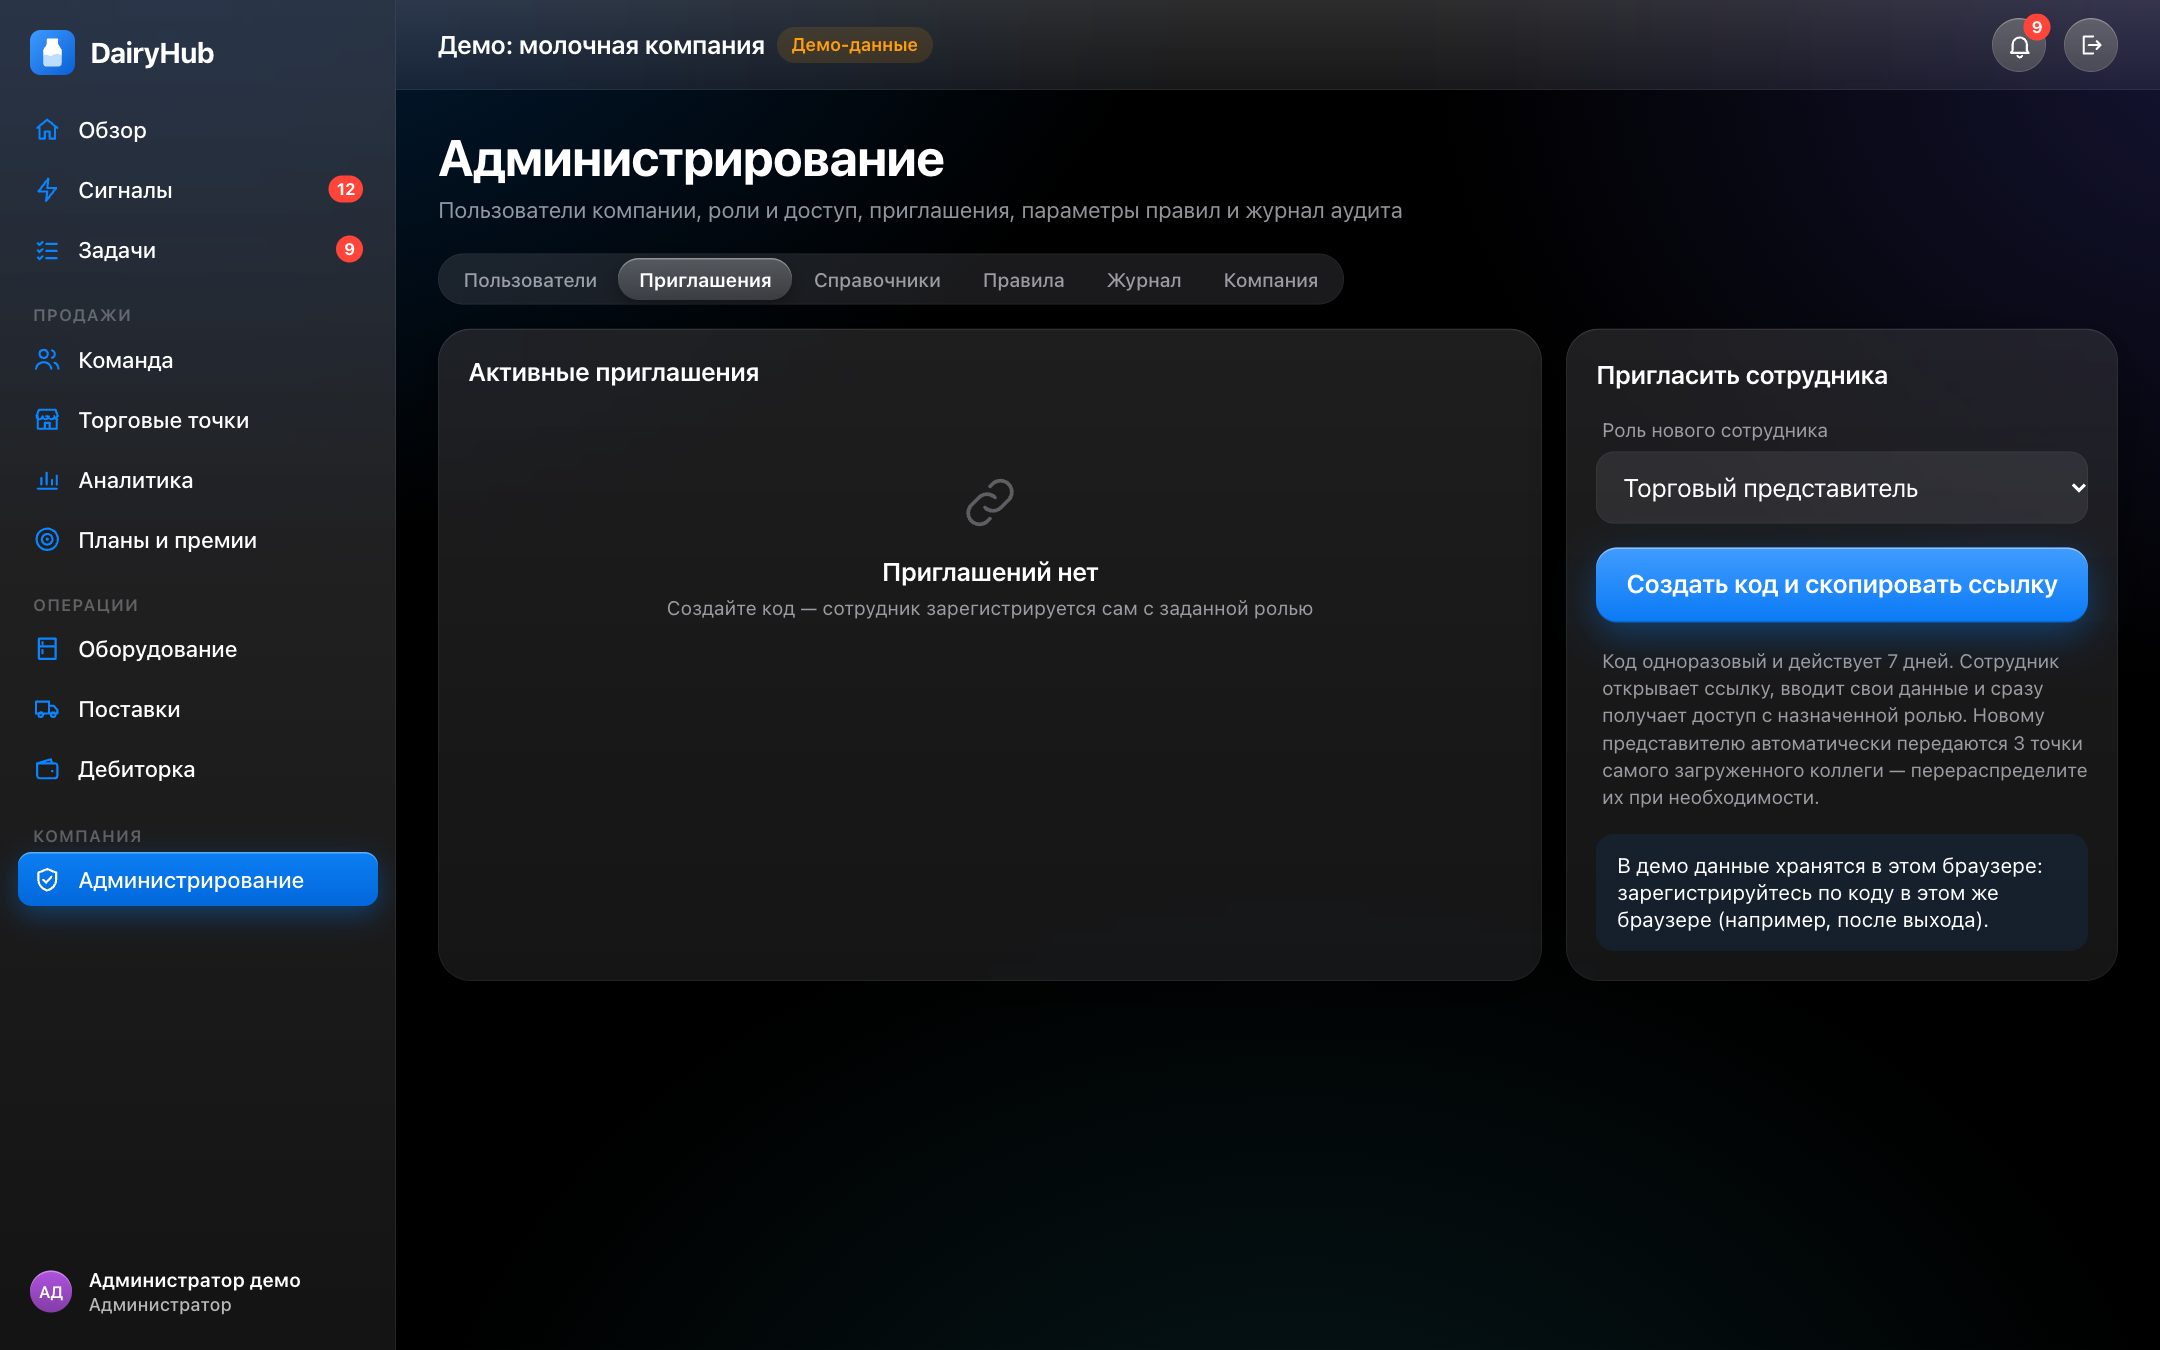 DairyHub
Обзор
Сигналы 12
Задачи 9
ПРОДАЖИ
Команда
Торговые точки
Аналитика
Планы и премии
ОПЕРАЦИИ
Оборудование
Поставки
Дебиторка
КОМПАНИЯ
Администрирование
АД
Администратор демо
Администратор
Демо: молочная компания Демо-данные
9
Администрирование
Пользователи компании, роли и доступ, приглашения, параметры правил и журнал аудита
Пользователи Приглашения Справочники Правила Журнал Компания
Активные приглашения
Приглашений нет
Создайте код — сотрудник зарегистрируется сам с заданной ролью
Пригласить сотрудника
Роль нового сотрудника
Торговый представитель
Создать код и скопировать ссылку
Код одноразовый и действует 7 дней. Сотрудник
открывает ссылку, вводит свои данные и сразу
получает доступ с назначенной ролью. Новому
представителю автоматически передаются 3 точки
самого загруженного коллеги — перераспределите
их при необходимости.
В демо данные хранятся в этом браузере:
зарегистрируйтесь по коду в этом же
браузере (например, после выхода).